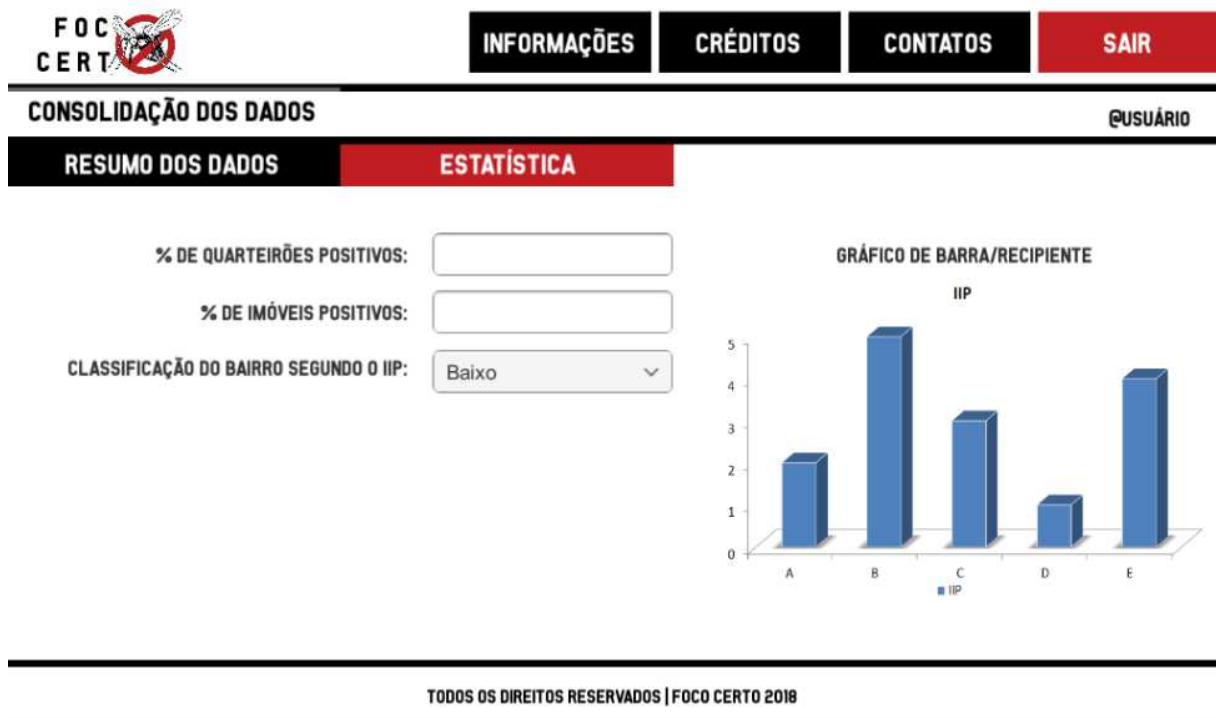 FOC
CERT
INFORMAÇÕES
CRÉDITOS
CONTATOS
SAIR
CONSOLIDAÇÃO DOS DADOS
@USUÁRIO
RESUMO DOS DADOS
ESTATÍSTICA
% DE QUARTEIRÕES POSITIVOS:
% DE IMÓVEIS POSITIVOS:
CLASSIFICAÇÃO DO BAIRRO SEGUNDO O IIP:
Baixo
GRÁFICO DE BARRA/RECIPIENTE
IIP
5
4
3
2
1
0
A B C D E
IIP
TODOS OS DIREITOS RESERVADOS | FOCO CERTO 2018